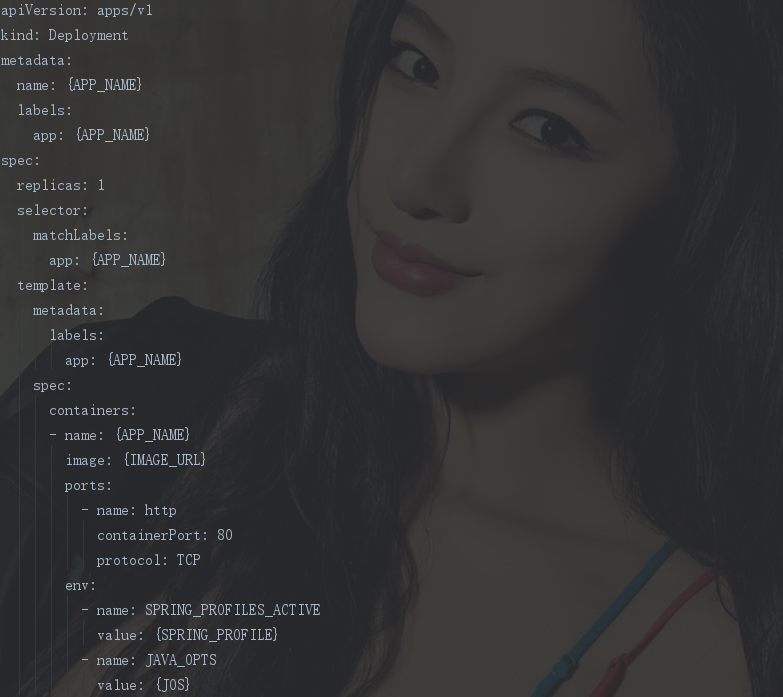 apiVersion: apps/v1
kind: Deployment
metadata:
  name: {APP_NAME}
  labels:
    app: {APP_NAME}
spec:
  replicas: 1
  selector:
    matchLabels:
      app: {APP_NAME}
  template:
    metadata:
      labels:
        app: {APP_NAME}
    spec:
      containers:
      - name: {APP_NAME}
        image: {IMAGE_URL}
        ports:
          - name: http
            containerPort: 80
            protocol: TCP
        env:
          - name: SPRING_PROFILES_ACTIVE
            value: {SPRING_PROFILE}
          - name: JAVA_OPTS
            value: {JOS}